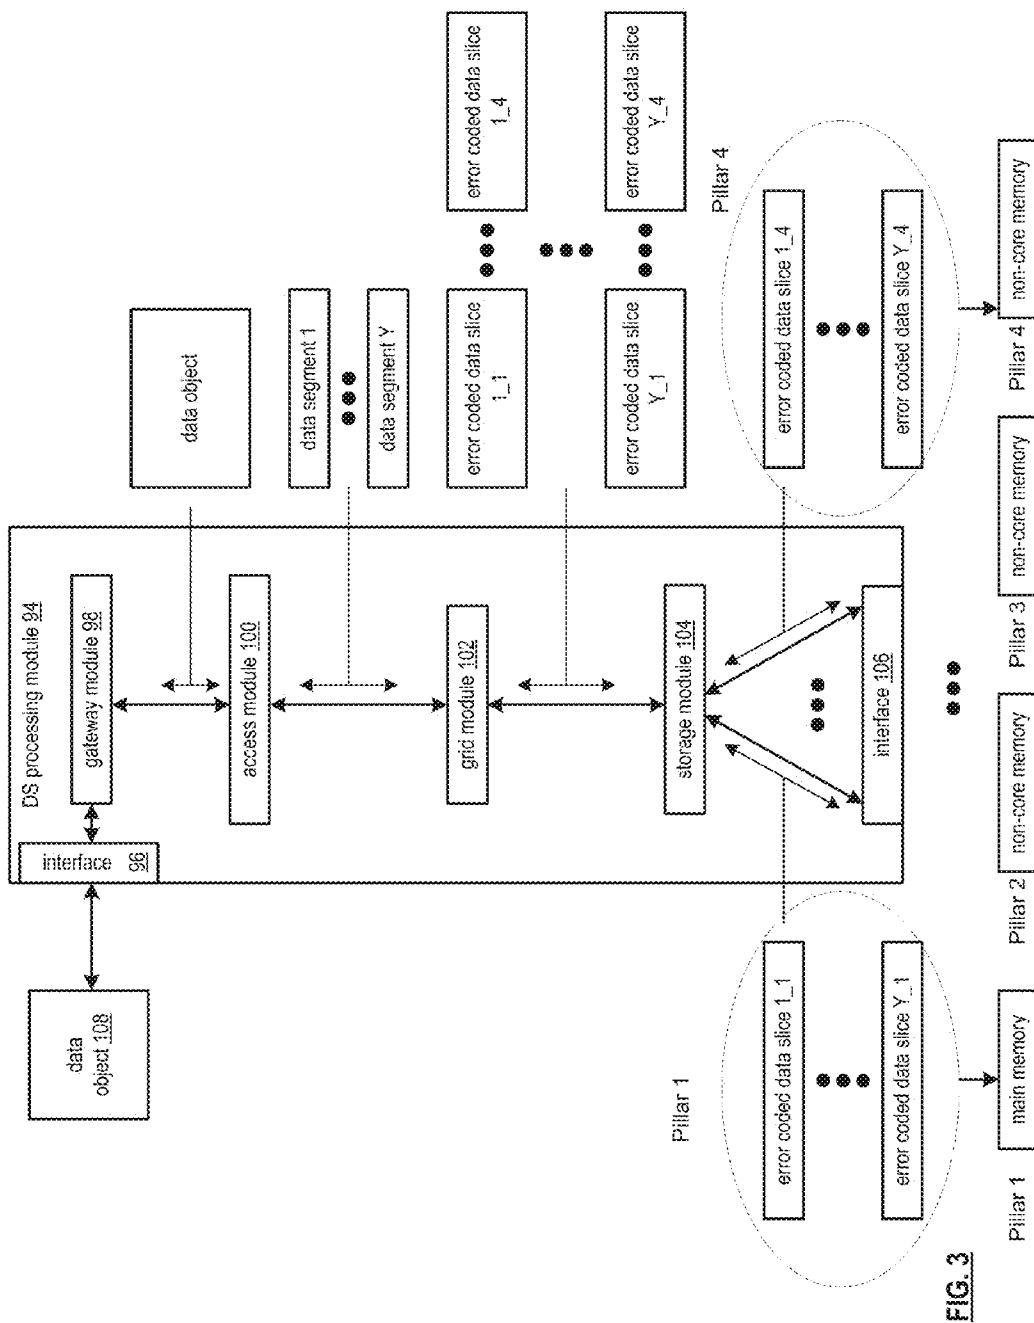 data
object 108
interface 96
DS processing module 94
gateway module 98
access module 100
grid module 102
storage module 104
interface 106
data object
data segment 1
data segment Y
error coded data slice
1_1
error coded data slice
1_4
error coded data slice
Y_1
error coded data slice
Y_4
Pillar 1
error coded data slice 1_1
error coded data slice Y_1
Pillar 4
error coded data slice 1_4
error coded data slice Y_4
Pillar 1
main memory
Pillar 2
non-core memory
Pillar 3
non-core memory
Pillar 4
non-core memory
FIG. 3